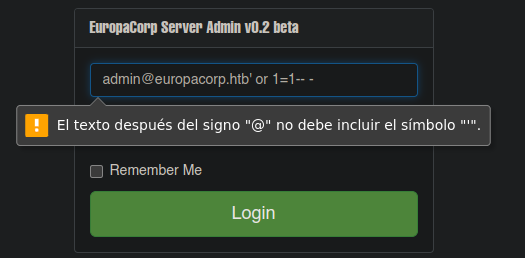 EuropaCorp Server Admin v0.2 beta
admin@europacorp.htb' or 1=1-- -
El texto después del signo "@" no debe incluir el símbolo "'".
Remember Me
Login